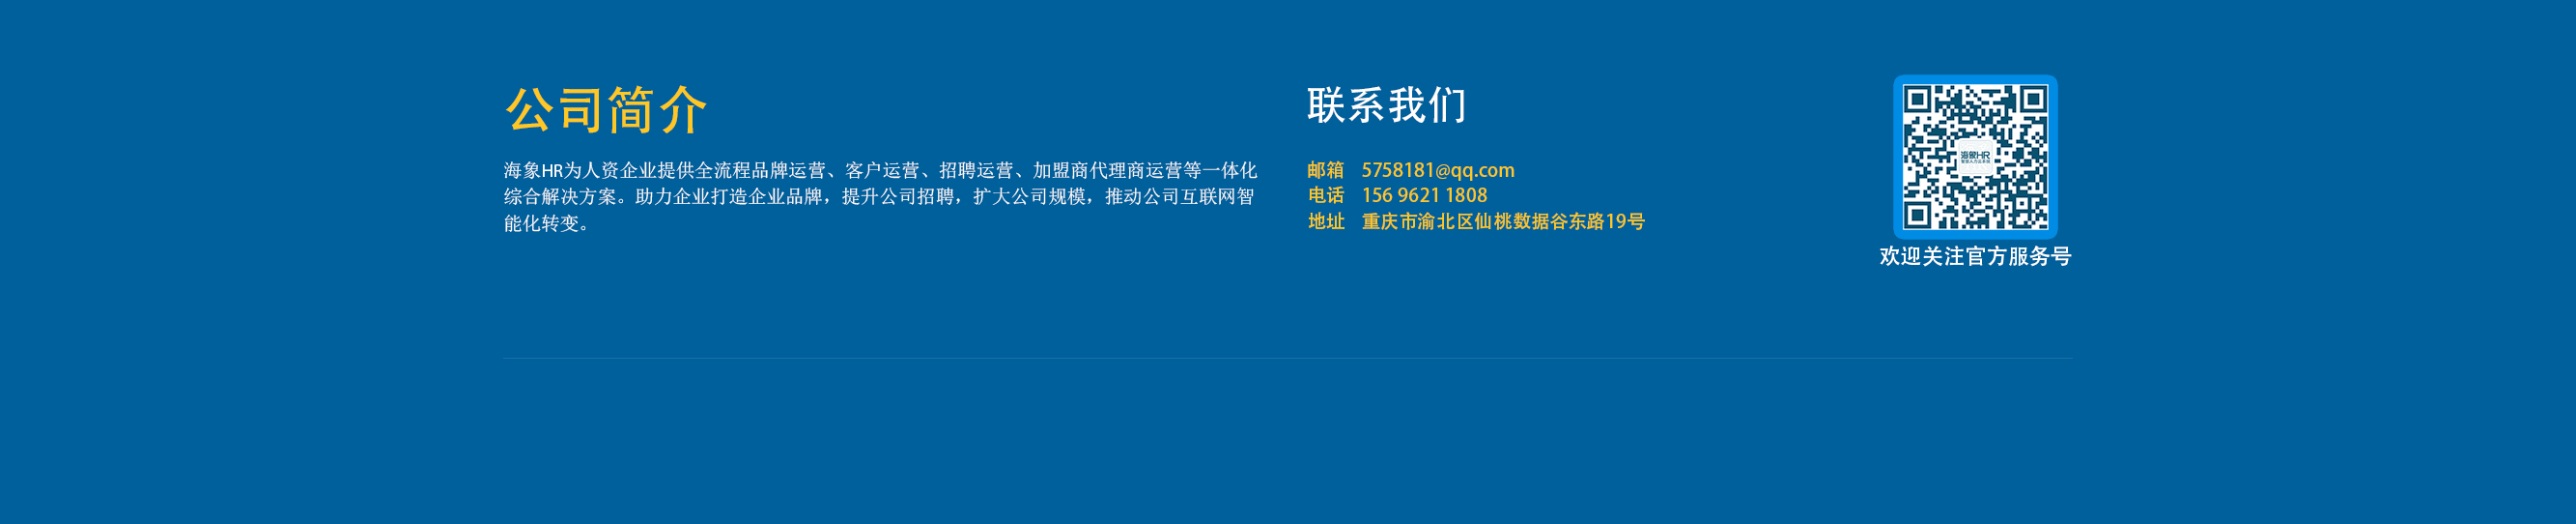 公司简介
海象HR为人资企业提供全流程品牌运营、客户运营、招聘运营、加盟商代理商运营等一体化
综合解决方案。助力企业打造企业品牌，提升公司招聘，扩大公司规模，推动公司互联网智
能化转变。
联系我们
邮箱 5758181@qq.com
电话 156 9621 1808
地址 重庆市渝北区仙桃数据谷东路19号
海象HR
欢迎关注官方服务号